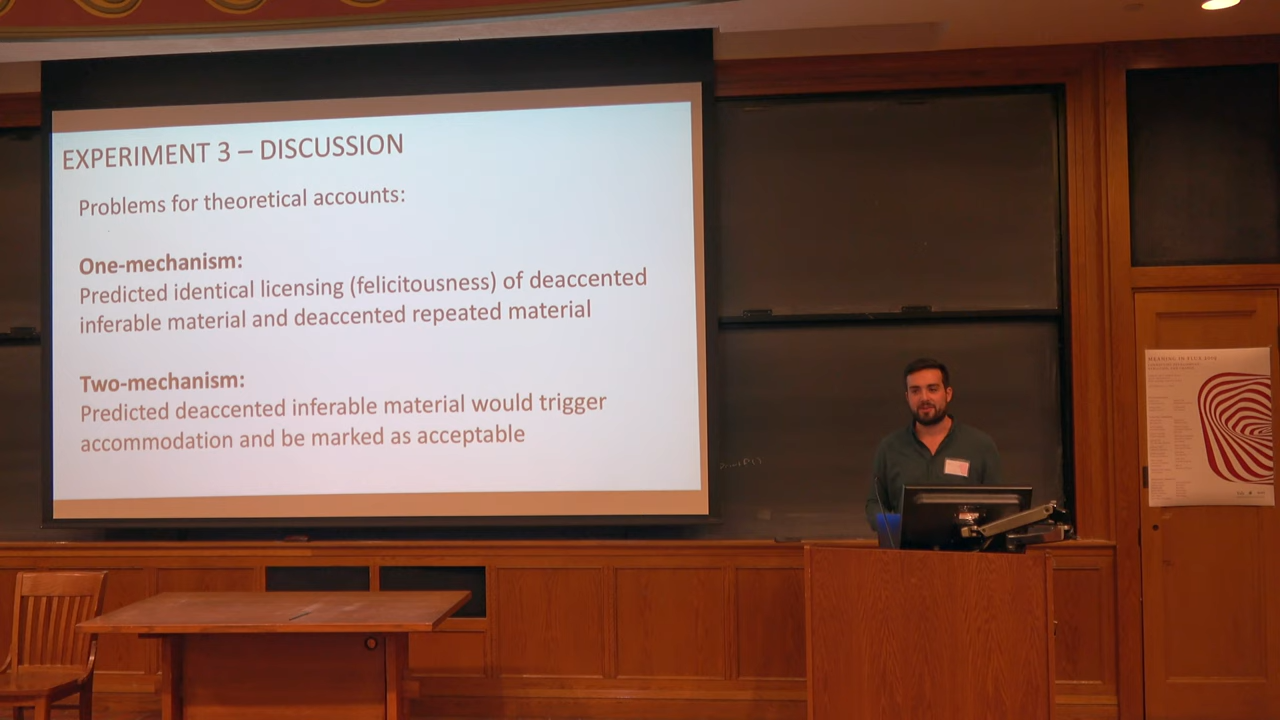 EXPERIMENT 3 – DISCUSSION
Problems for theoretical accounts:
One-mechanism:
Predicted identical licensing (felicitousness) of deaccented
inferable material and deaccented repeated material
Two-mechanism:
Predicted deaccented inferable material would trigger
accommodation and be marked as acceptable